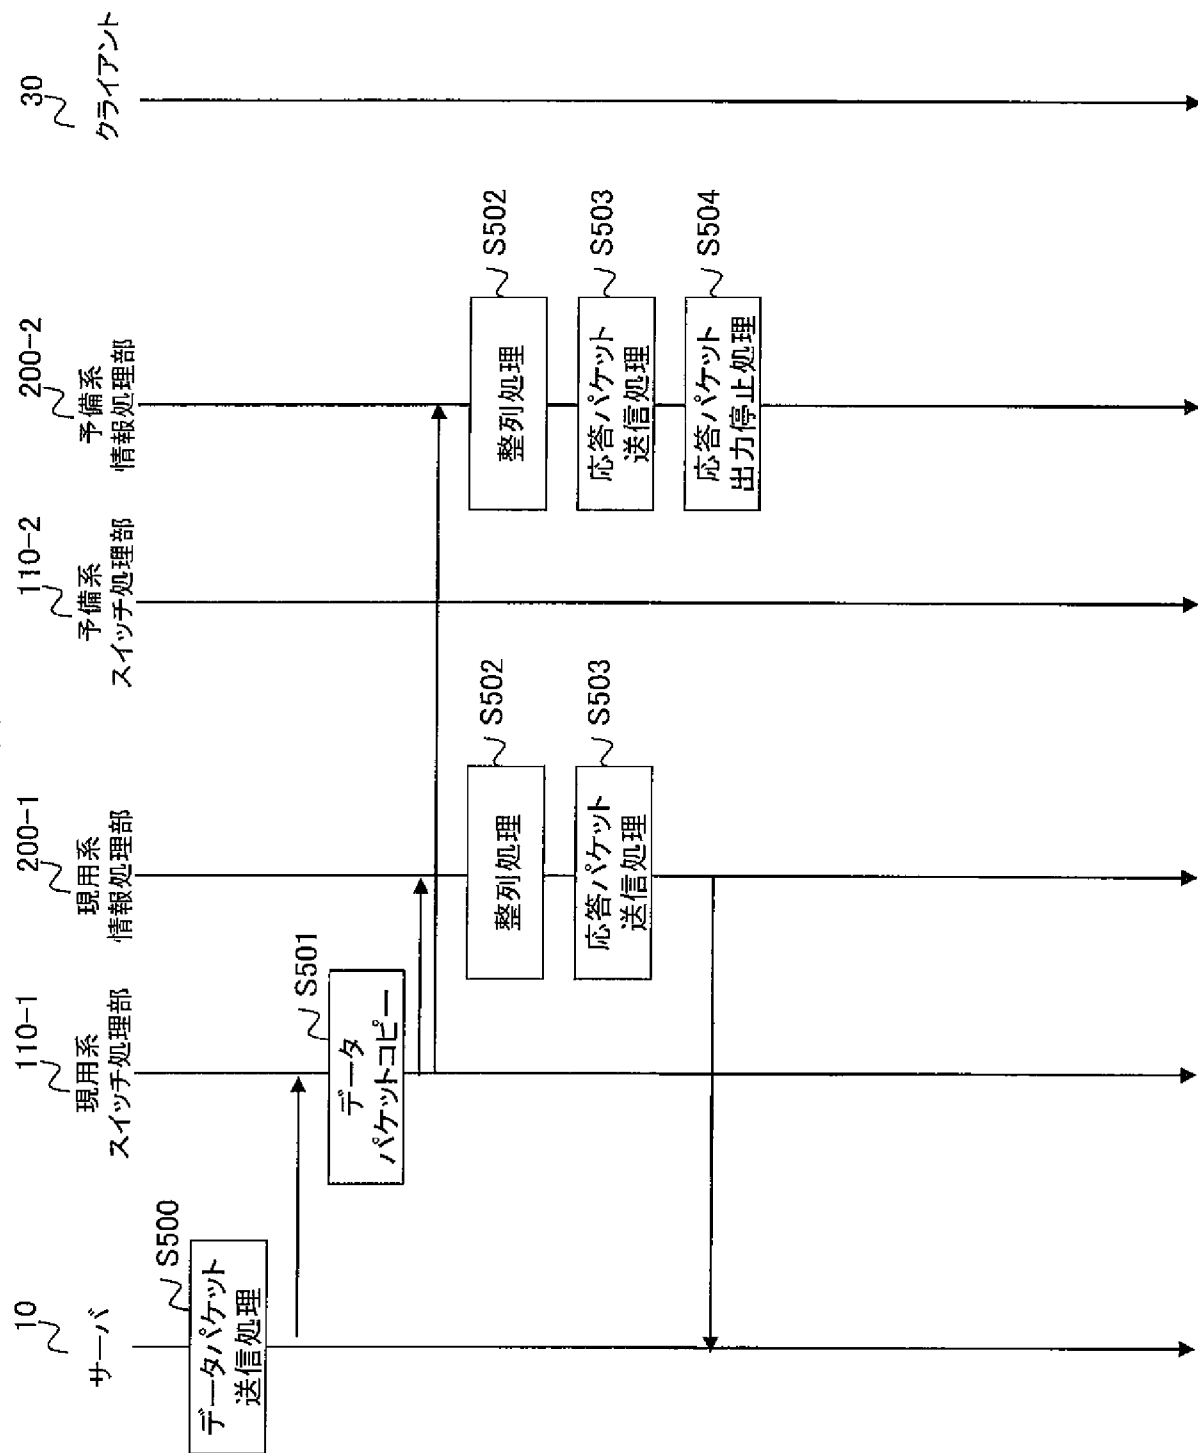 10
サーバ
110-1
現用系
スイッチ処理部
200-1
現用系
情報処理部
110-2
予備系
スイッチ処理部
200-2
予備系
情報処理部
30
クライアント
S500
データパケット
送信処理
S501
データ
パケットコピー
S502
整列処理
S502
整列処理
S503
応答パケット
送信処理
S503
応答パケット
送信処理
S504
応答パケット
出力停止処理